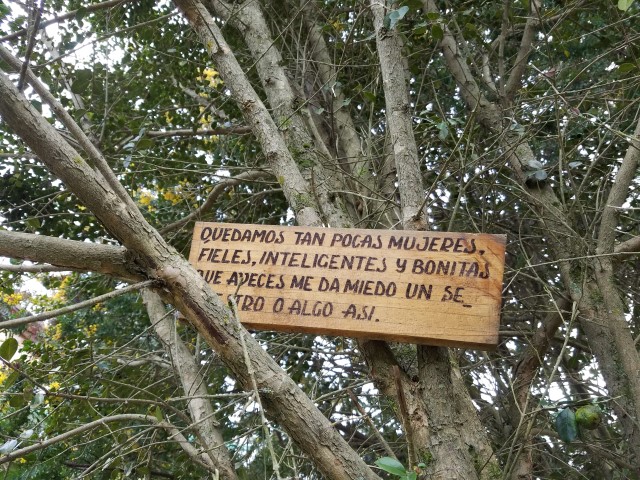 QUEDAMOS TAN POCAS MUJERES,
FIELES, INTELIGENTES Y BONITAS
QUE AVECES ME DA MIEDO UN SE_
TRO O ALGO ASI.